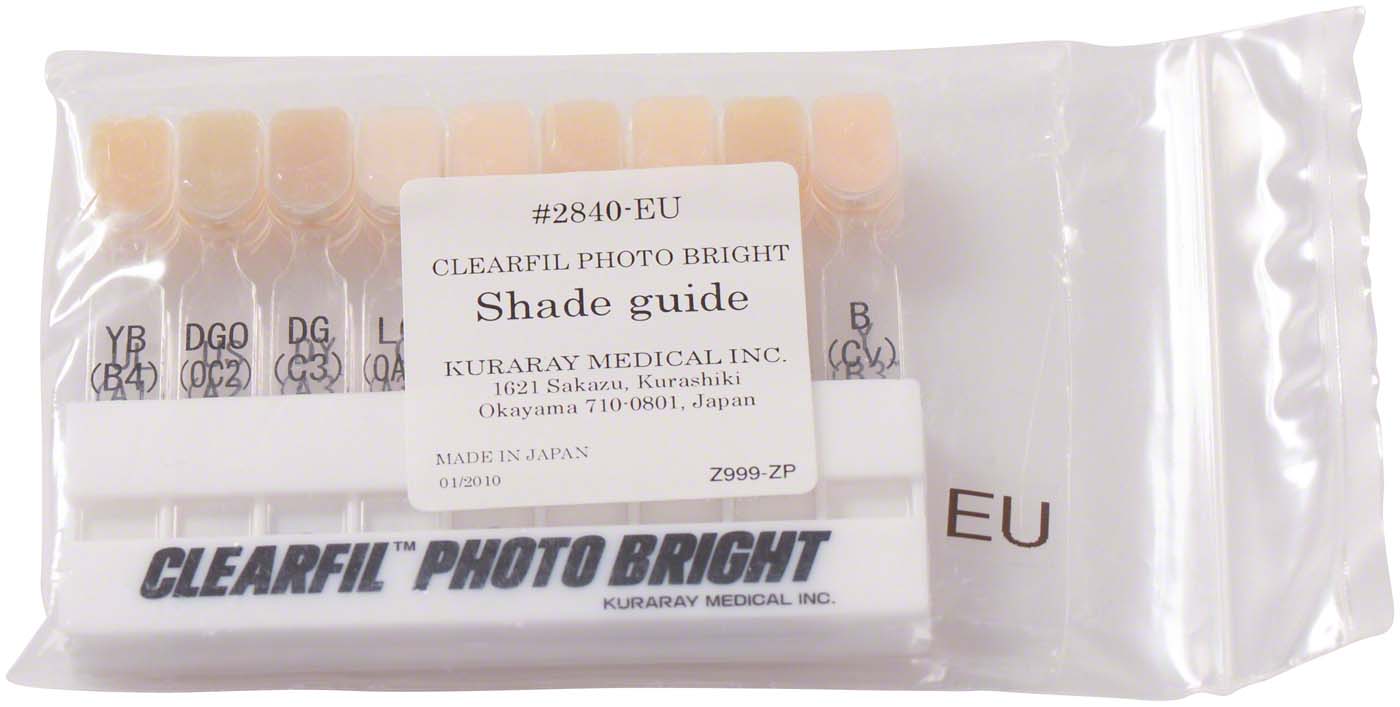 #2840-EU
CLEARFIL PHOTO BRIGHT
Shade guide
KURARAY MEDICAL INC.
1621 Sakazu, Kurashiki
Okayama 710-0801, Japan
MADE IN JAPAN
01/2010 Z999-ZP
YB DGO DG B
(B4) (OC2) (C3) (CV)
EU
CLEARFIL™ PHOTO BRIGHT
KURARAY MEDICAL INC.